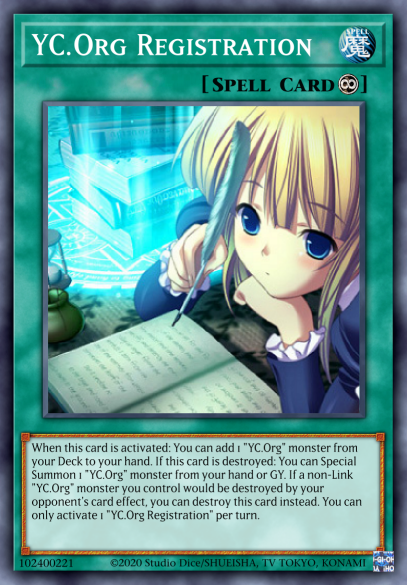 YC.Org Registration
[Spell Card]
When this card is activated: You can add 1 "YC.Org" monster from
your Deck to your hand. If this card is destroyed: You can Special
Summon 1 "YC.Org" monster from your hand or GY. If a non-Link
"YC.Org" monster you control would be destroyed by your
opponent's card effect, you can destroy this card instead. You can
only activate 1 "YC.Org Registration" per turn.
102400221 ©2020 Studio Dice/SHUEISHA, TV TOKYO, KONAMI